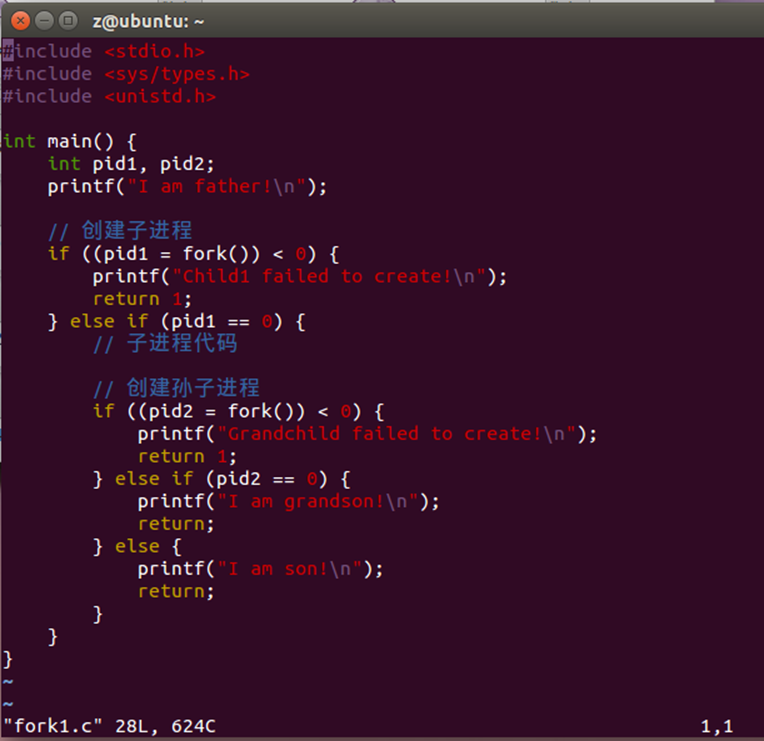 z@ubuntu: ~
#include <stdio.h>
#include <sys/types.h>
#include <unistd.h>
int main() {
    int pid1, pid2;
    printf("I am father!\n");
    // 创建子进程
    if ((pid1 = fork()) < 0) {
        printf("Child1 failed to create!\n");
        return 1;
    } else if (pid1 == 0) {
        // 子进程代码
        // 创建孙子进程
        if ((pid2 = fork()) < 0) {
            printf("Grandchild failed to create!\n");
            return 1;
        } else if (pid2 == 0) {
            printf("I am grandson!\n");
            return;
        } else {
            printf("I am son!\n");
            return;
        }
    }
}
~
~
"fork1.c" 28L, 624C 1,1